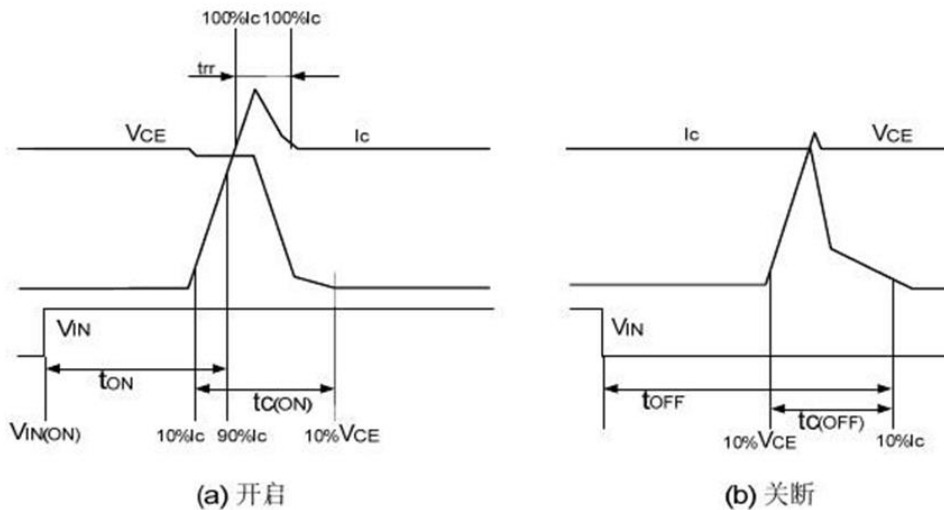 100%Ic 100%Ic
trr
VCE Ic
VIN
tON
tC(ON)
VIN(ON) 10%Ic 90%Ic 10%VCE
(a) 开启
Ic VCE
VIN
tOFF
tC(OFF)
10%VCE 10%Ic
(b) 关断